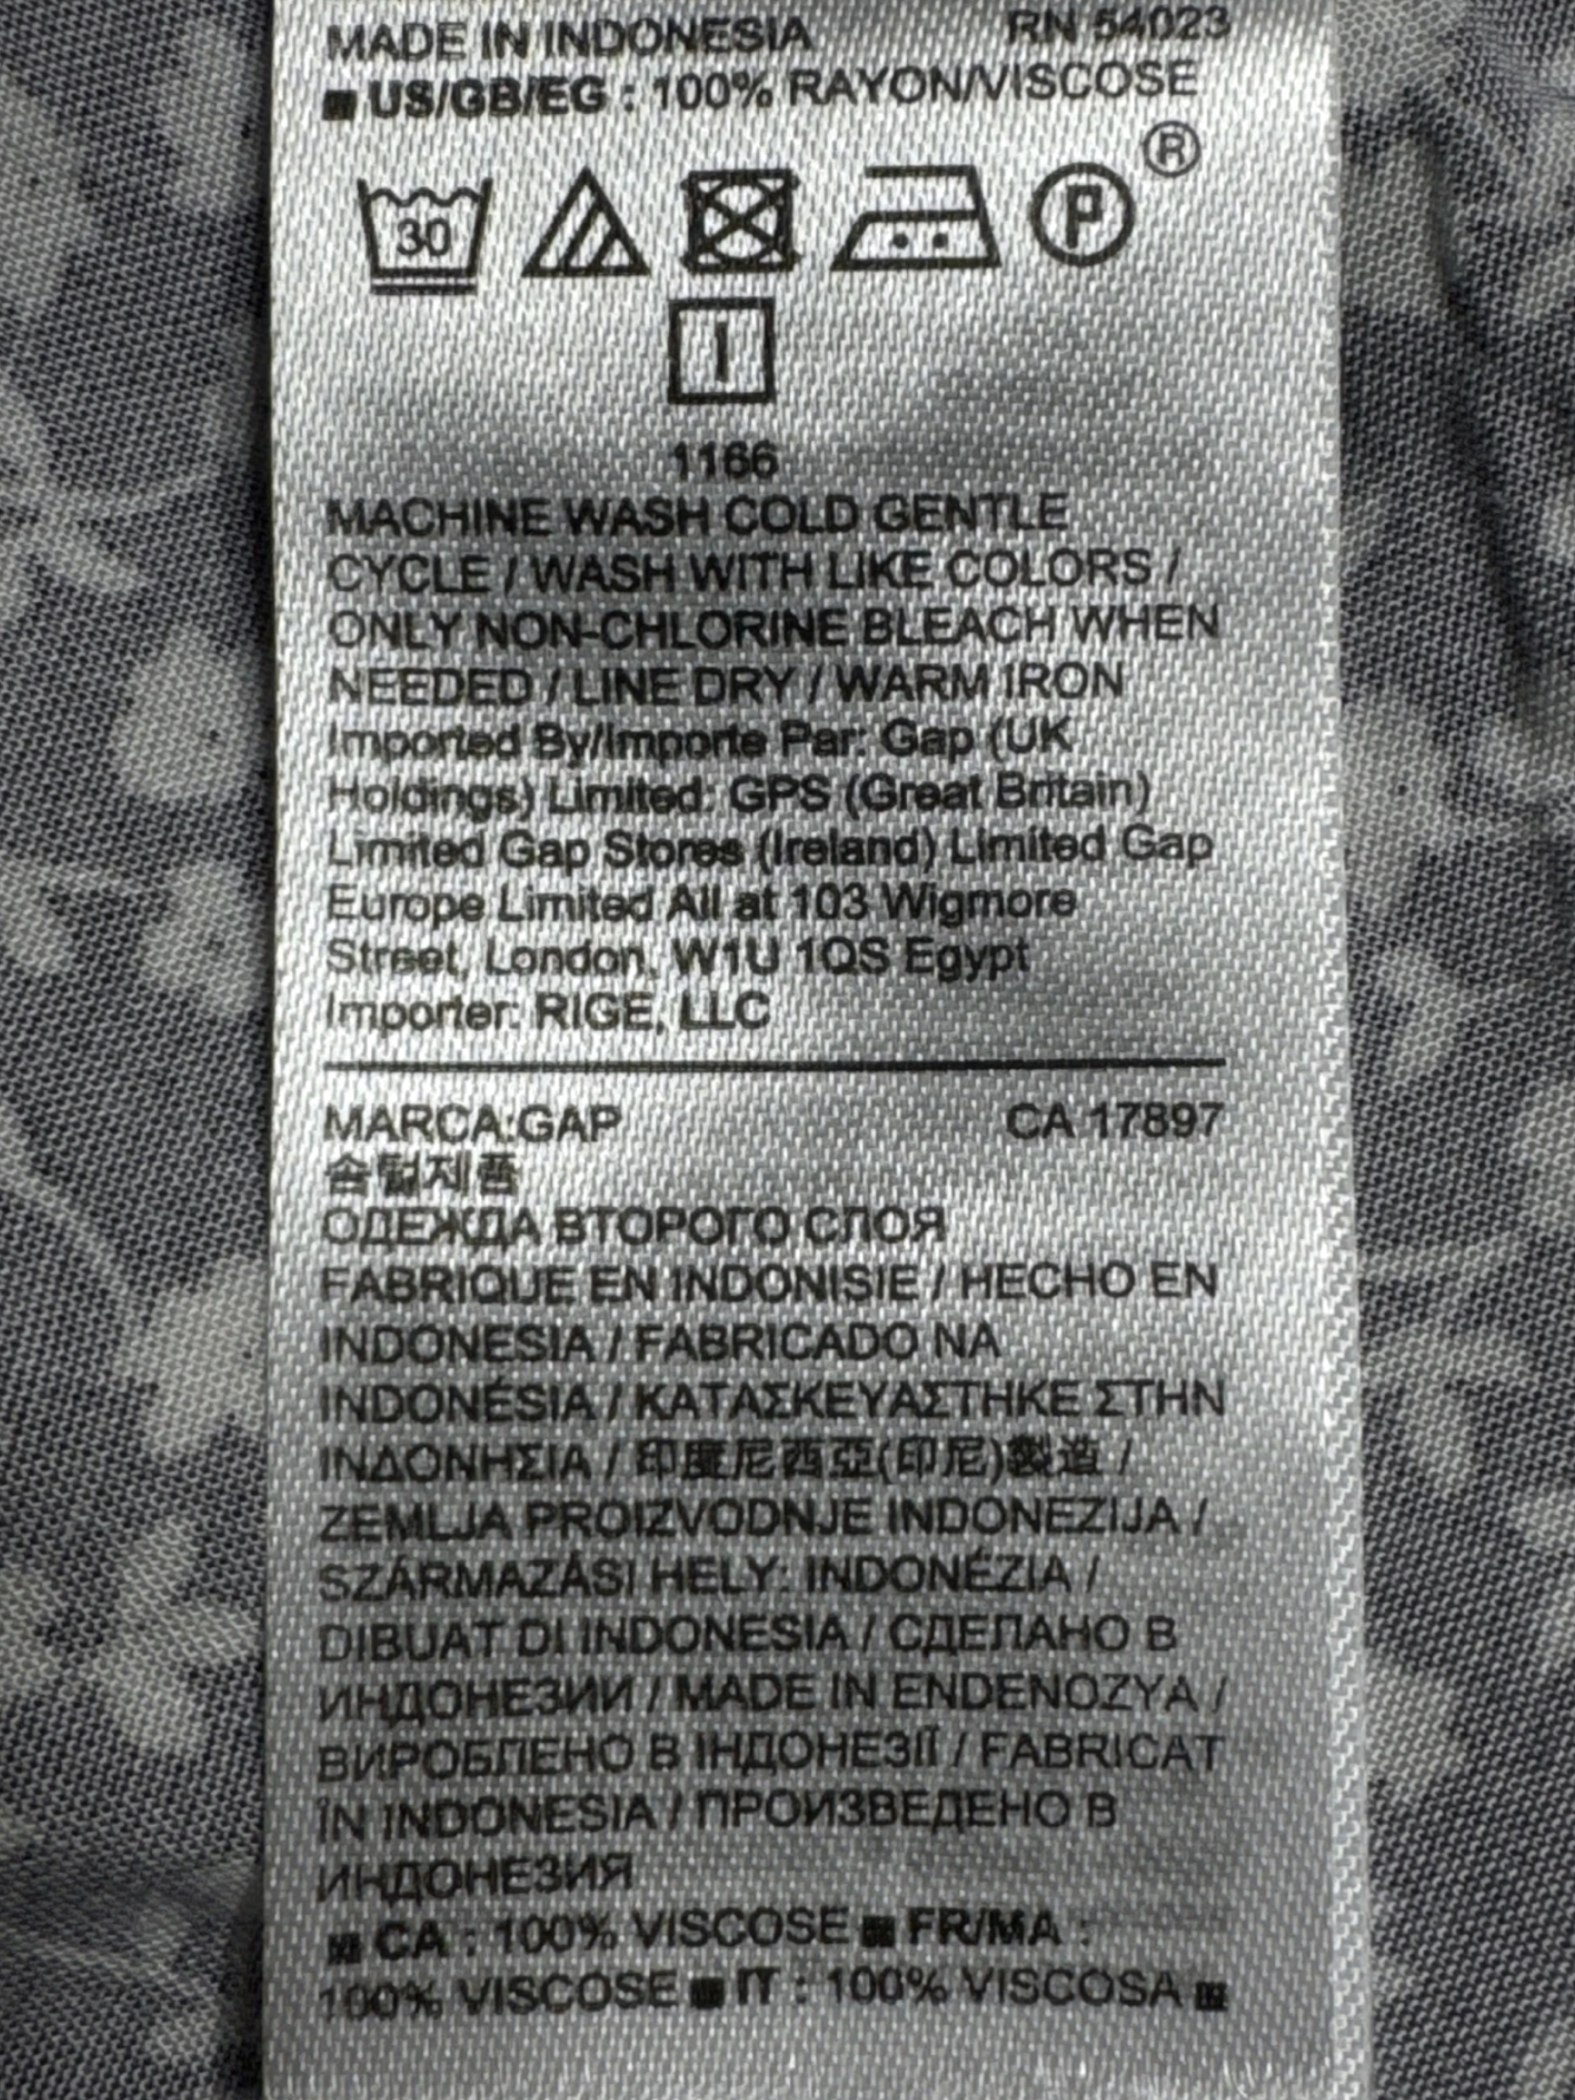 MADE IN INDONESIA RN 54023
■ US/GB/EG : 100% RAYON/VISCOSE
®
30
P
1166
MACHINE WASH COLD GENTLE
CYCLE / WASH WITH LIKE COLORS /
ONLY NON-CHLORINE BLEACH WHEN
NEEDED / LINE DRY / WARM IRON
Imported By/Importe Par: Gap (UK
Holdings) Limited: GPS (Great Britain)
Limited Gap Stores (Ireland) Limited Gap
Europe Limited All at 103 Wigmore
Street, London, W1U 1QS Egypt
Importer: RIGE, LLC
MARCA:GAP CA 17897
솜털제품
ОДЕЖДА ВТОРОГО СЛОЯ
FABRIQUE EN INDONISIE / HECHO EN
INDONESIA / FABRICADO NA
INDONÉSIA / ΚΑΤΑΣΚΕΥΑΣΤΗΚΕ ΣΤΗΝ
ΙΝΔΟΝΗΣΙΑ / 印度尼西亞(印尼)製造 /
ZEMLJA PROIZVODNJE INDONEZIJA /
SZÁRMAZÁSI HELY: INDONÉZIA /
DIBUAT DI INDONESIA / СДЕЛАНО В
ИНДОНЕЗИИ / MADE IN ENDENOZYA /
ВИРОБЛЕНО В ІНДОНЕЗІЇ / FABRICAT
IN INDONESIA / ПРОИЗВЕДЕНО В
ИНДОНЕЗИЯ
■ CA : 100% VISCOSE ■ FR/MA :
100% VISCOSE ■ IT : 100% VISCOSA ■